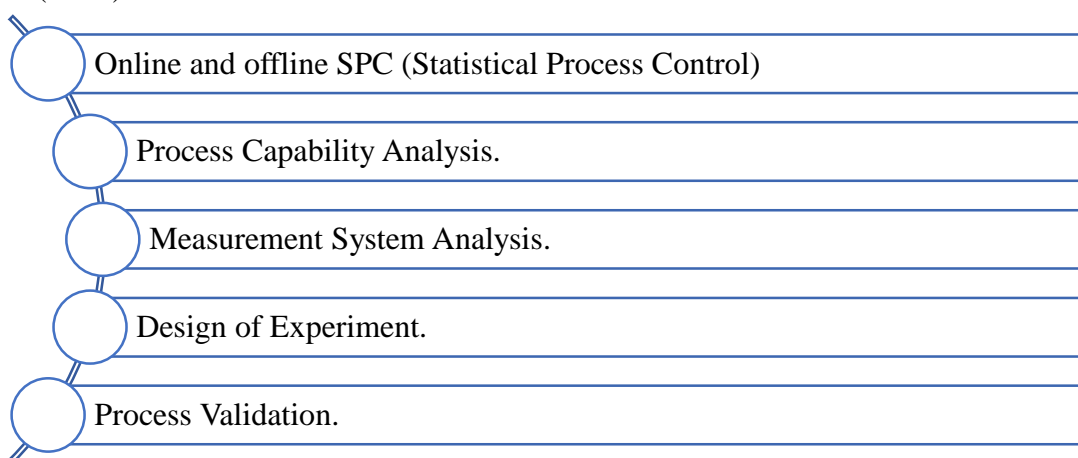 Online and offline SPC (Statistical Process Control)
Process Capability Analysis.
Measurement System Analysis.
Design of Experiment.
Process Validation.